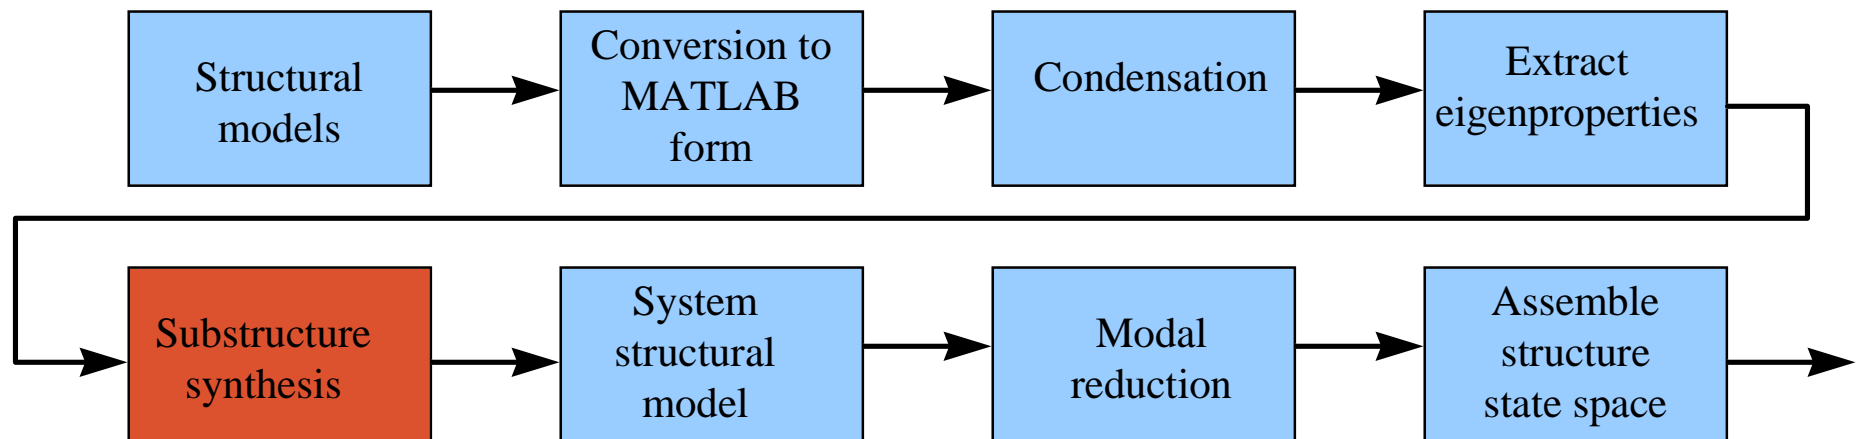 Structural
models
Conversion to
MATLAB
form
Condensation
Extract
eigenproperties
Substructure
synthesis
System
structural
model
Modal
reduction
Assemble
structure
state space